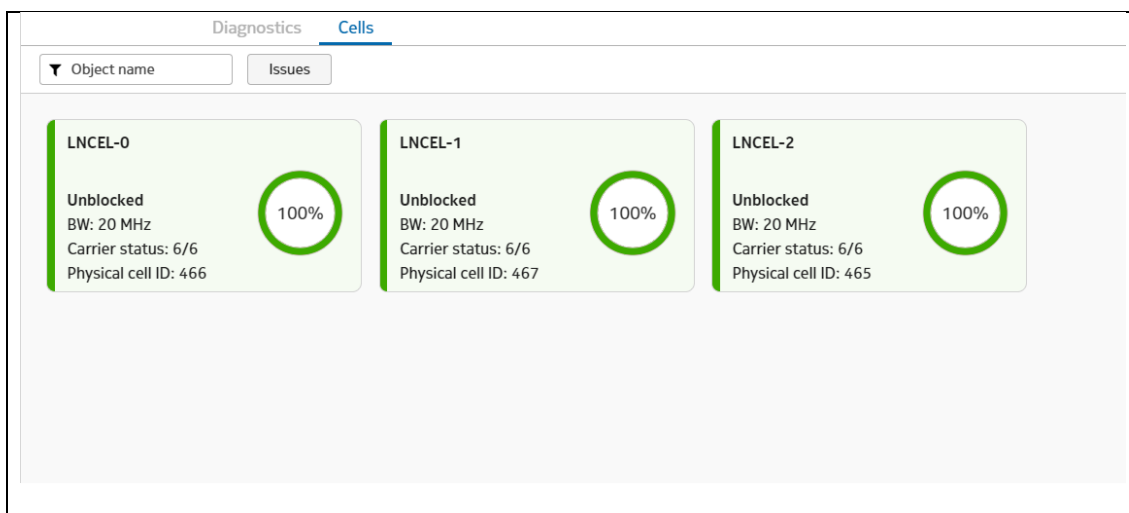 Diagnostics Cells
Object name Issues
LNCEL-0
Unblocked
BW: 20 MHz
Carrier status: 6/6
Physical cell ID: 466
100%
LNCEL-1
Unblocked
BW: 20 MHz
Carrier status: 6/6
Physical cell ID: 467
100%
LNCEL-2
Unblocked
BW: 20 MHz
Carrier status: 6/6
Physical cell ID: 465
100%